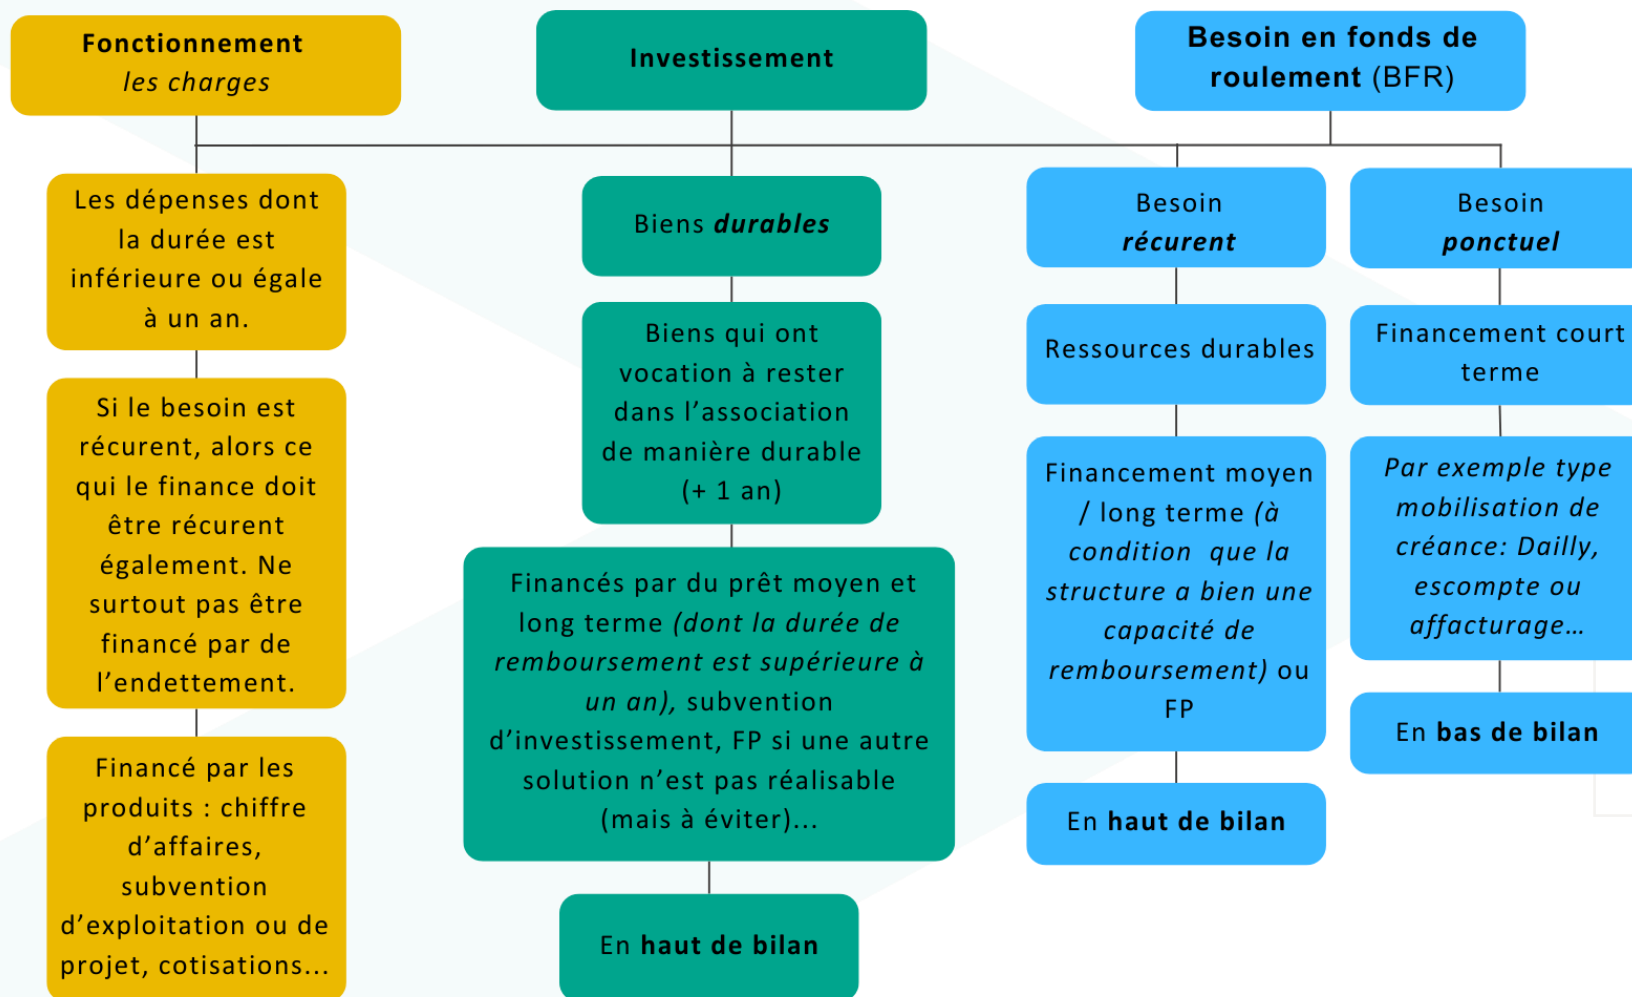 Fonctionnement
les charges
Les dépenses dont
la durée est
inférieure ou égale
à un an.
Si le besoin est
récurent, alors ce
qui le finance doit
être récurent
également. Ne
surtout pas être
financé par de
l’endettement.
Financé par les
produits : chiffre
d’affaires,
subvention
d’exploitation ou de
projet, cotisations...
Investissement
Biens durables
Biens qui ont
vocation à rester
dans l’association
de manière durable
(+ 1 an)
Financés par du prêt moyen et
long terme (dont la durée de
remboursement est supérieure à
un an), subvention
d’investissement, FP si une autre
solution n’est pas réalisable
(mais à éviter)...
En haut de bilan
Besoin en fonds de
roulement (BFR)
Besoin
récurent
Ressources durables
Financement moyen
/ long terme (à
condition que la
structure a bien une
capacité de
remboursement) ou
FP
En haut de bilan
Besoin
ponctuel
Financement court
terme
Par exemple type
mobilisation de
créance: Dailly,
escompte ou
affacturage…
En bas de bilan